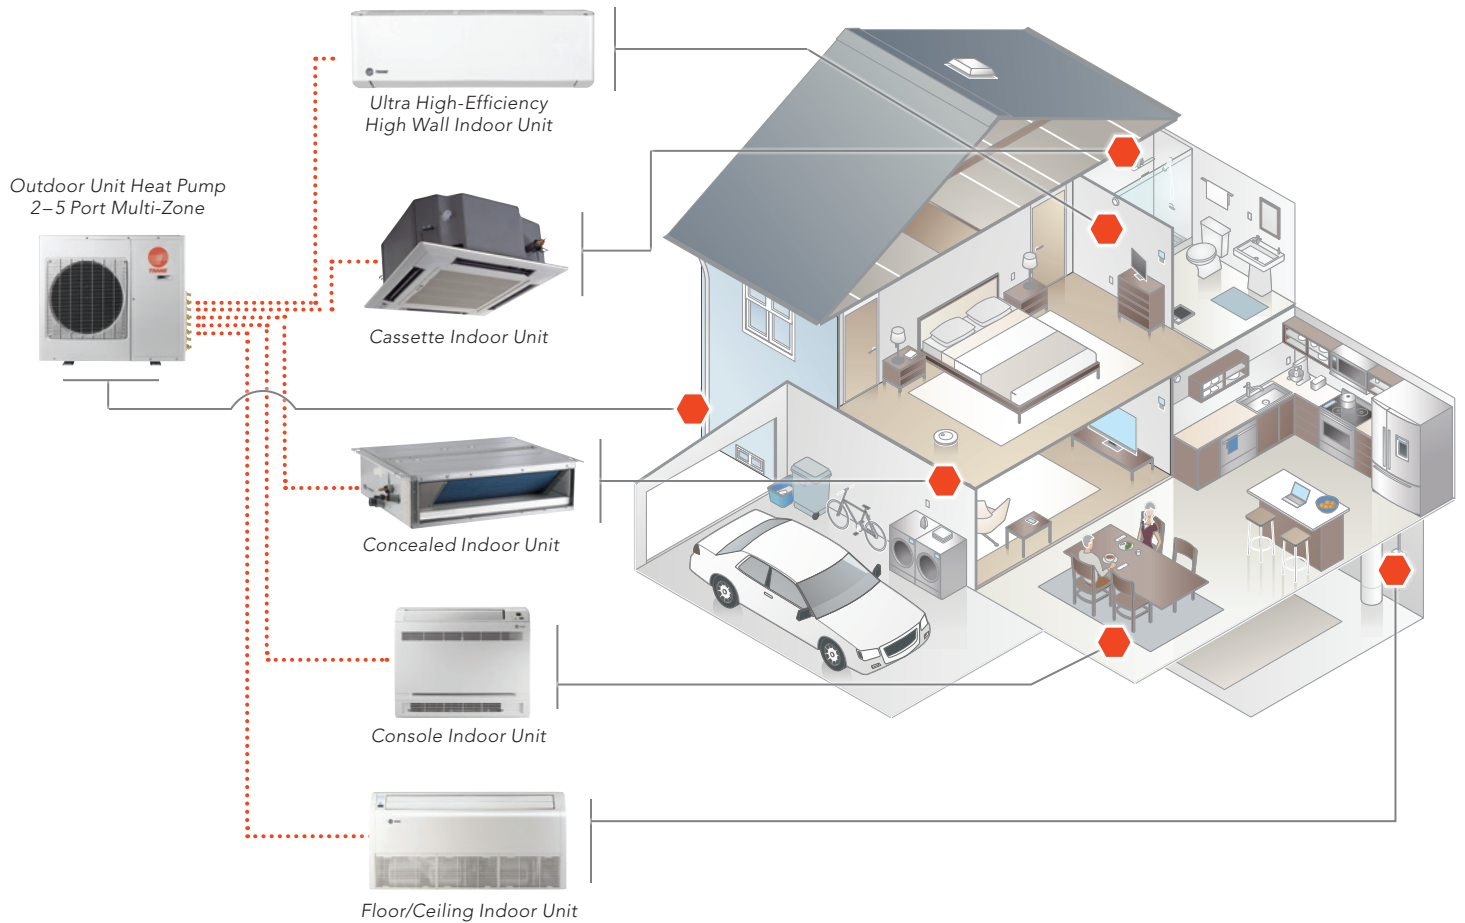 Ultra High-Efficiency
High Wall Indoor Unit
Outdoor Unit Heat Pump
2–5 Port Multi-Zone
TRANE
Cassette Indoor Unit
Concealed Indoor Unit
Console Indoor Unit
Floor/Ceiling Indoor Unit